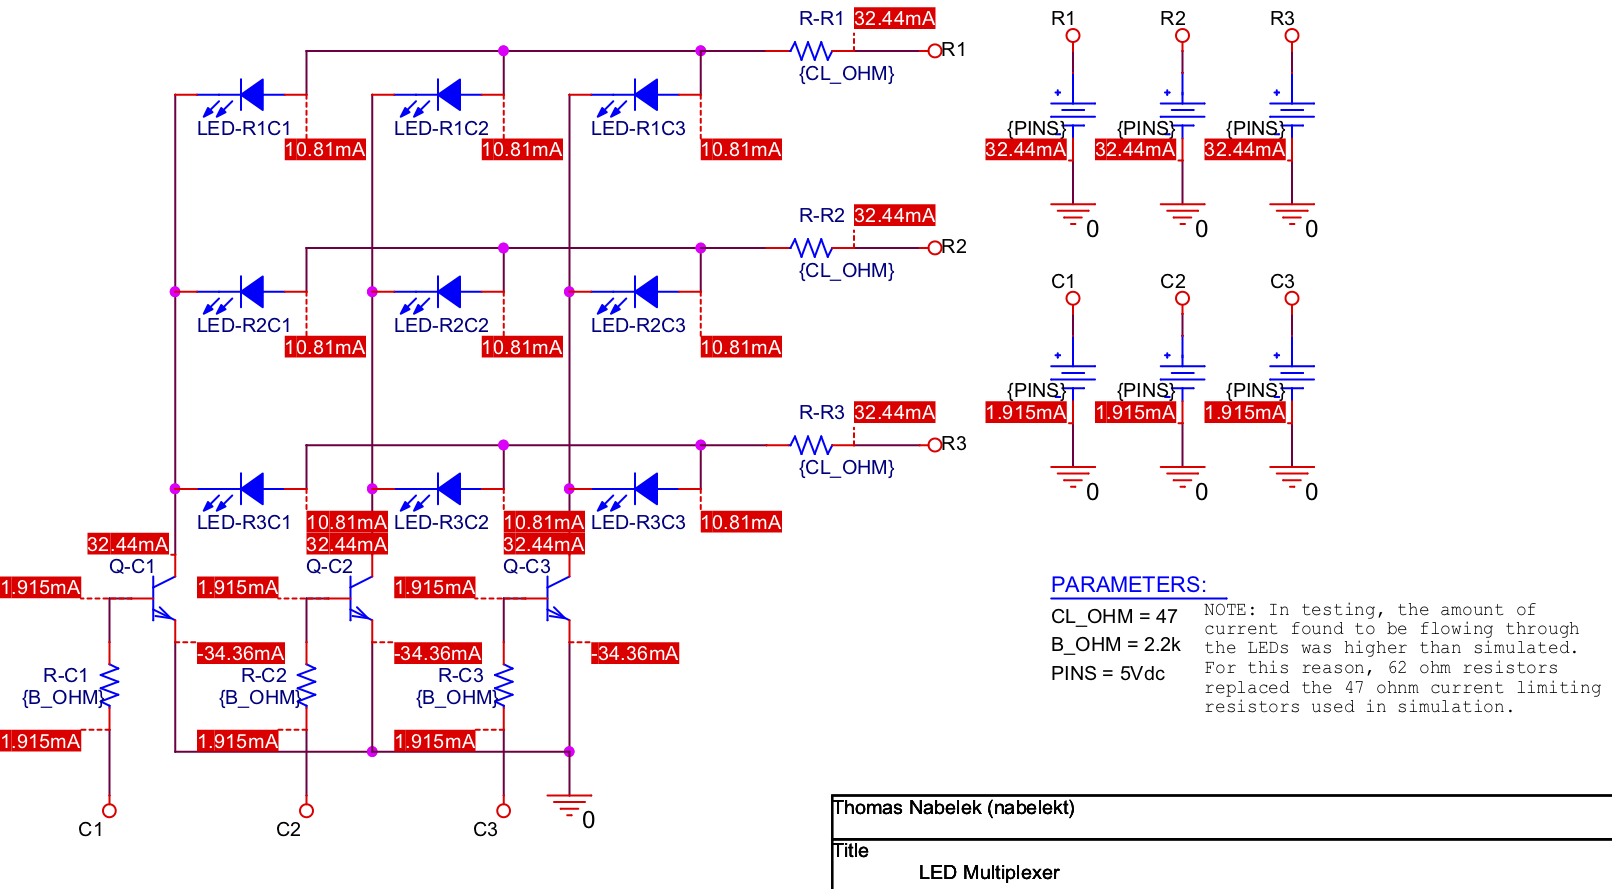 R-R1 32.44mA
R1
{CL_OHM}
LED-R1C1 LED-R1C2 LED-R1C3
10.81mA 10.81mA 10.81mA
R-R2 32.44mA
R2
{CL_OHM}
LED-R2C1 LED-R2C2 LED-R2C3
10.81mA 10.81mA 10.81mA
R-R3 32.44mA
R3
{CL_OHM}
LED-R3C1 10.81mA LED-R3C2 10.81mA LED-R3C3 10.81mA
32.44mA 32.44mA 32.44mA
Q-C1 Q-C2 Q-C3
1.915mA 1.915mA 1.915mA
-34.36mA -34.36mA -34.36mA
R-C1 R-C2 R-C3
{B_OHM} {B_OHM} {B_OHM}
1.915mA 1.915mA 1.915mA
C1 C2 C3
0
R1 R2 R3
+ + +
{PINS} {PINS} {PINS}
32.44mA 32.44mA 32.44mA
0 0 0
C1 C2 C3
+ + +
{PINS} {PINS} {PINS}
1.915mA 1.915mA 1.915mA
0 0 0
PARAMETERS:
CL_OHM = 47
B_OHM = 2.2k
PINS = 5Vdc
NOTE: In testing, the amount of
current found to be flowing through
the LEDs was higher than simulated.
For this reason, 62 ohm resistors
replaced the 47 ohnm current limiting
resistors used in simulation.
Thomas Nabelek (nabelekt)
Title
LED Multiplexer